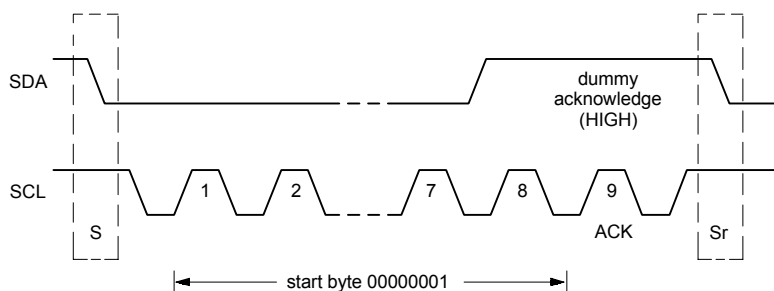 SDA
dummy
acknowledge
(HIGH)
SCL
1 2 7 8 9
S ACK Sr
start byte 00000001